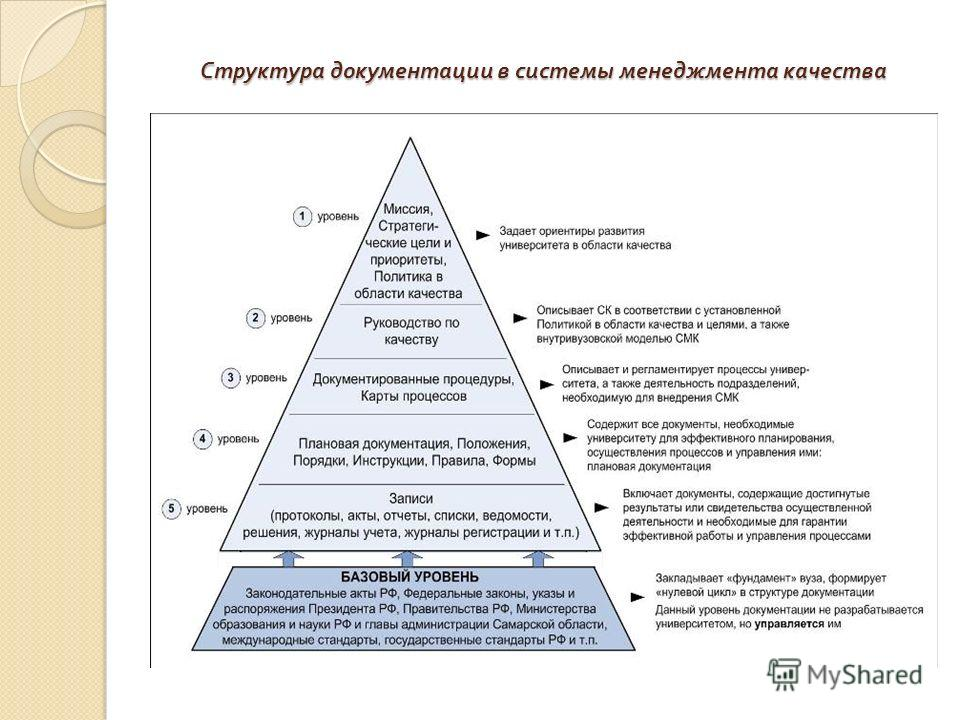 Структура документации в системы менеджмента качества
1 уровень
Миссия,
Стратеги-
ческие цели и
приоритеты,
Политика в
области качества
Задает ориентиры развития
университета в области качества
2 уровень
Руководство по
качеству
Описывает СК в соответствии с установленной
Политикой в области качества и целями, а также
внутривузовской моделью СМК
3 уровень
Документированные процедуры,
Карты процессов
Описывает и регламентирует процессы универ-
ситета, а также деятельность подразделений,
необходимую для внедрения СМК
4 уровень
Плановая документация, Положения,
Порядки, Инструкции, Правила, Формы
Содержит все документы, необходимые
университету для эффективного планирования,
осуществления процессов и управления ими:
плановая документация
5 уровень
Записи
(протоколы, акты, отчеты, списки, ведомости,
решения, журналы учета, журналы регистрации и т.п.)
Включает документы, содержащие достигнутые
результаты или свидетельства осуществленной
деятельности и необходимые для гарантии
эффективной работы и управления процессами
БАЗОВЫЙ УРОВЕНЬ
Законодательные акты РФ, Федеральные законы, указы и
распоряжения Президента РФ, Правительства РФ, Министерства
образования и науки РФ и главы администрации Самарской области,
международные стандарты, государственные стандарты РФ и т.п.
Закладывает «фундамент» вуза, формирует
«нулевой цикл» в структуре документации
Данный уровень документации не разрабатывается
университетом, но управляется им
MyShared